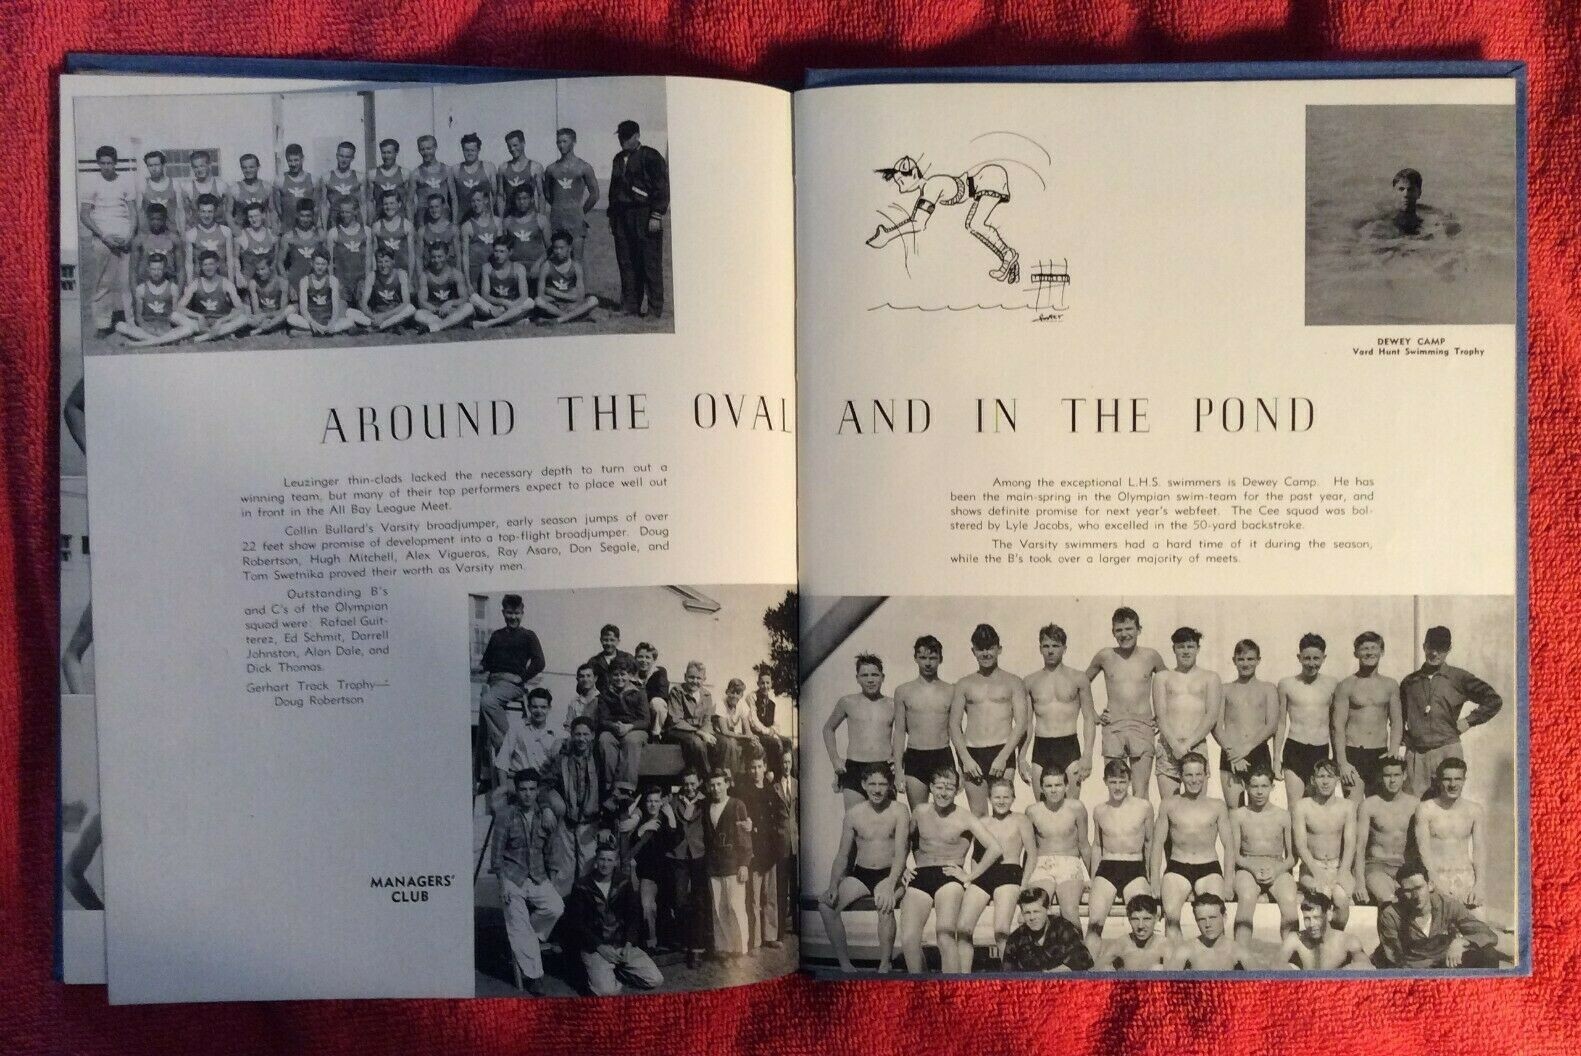 AROUND THE OVAL AND IN THE POND
Leuzinger thin-clads lacked the necessary depth to turn out a
winning team, but many of their top performers expect to place well out
in front in the All Bay League Meet.
Collin Bullard's Varsity broadjumper, early season jumps of over
22 feet show promise of development into a top-flight broadjumper. Doug
Robertson, Hugh Mitchell, Alex Vigueras, Ray Asaro, Don Segale, and
Tom Swetnika proved their worth as Varsity men.
Outstanding B's
and C's of the Olympian
squad were Rafael Guit-
terez, Ed Schmit, Darrell
Johnston, Alan Dale, and
Dick Thomas.
Gerhart Track Trophy—
Doug Robertson
MANAGERS'
CLUB
DEWEY CAMP
Vard Hunt Swimming Trophy
Among the exceptional L.H.S. swimmers is Dewey Camp. He has
been the main-spring in the Olympian swim-team for the past year, and
shows definite promise for next year's webfeet. The Cee squad was bol-
stered by Lyle Jacobs, who excelled in the 50-yard backstroke.
The Varsity swimmers had a hard time of it during the season,
while the B's took over a larger majority of meets.